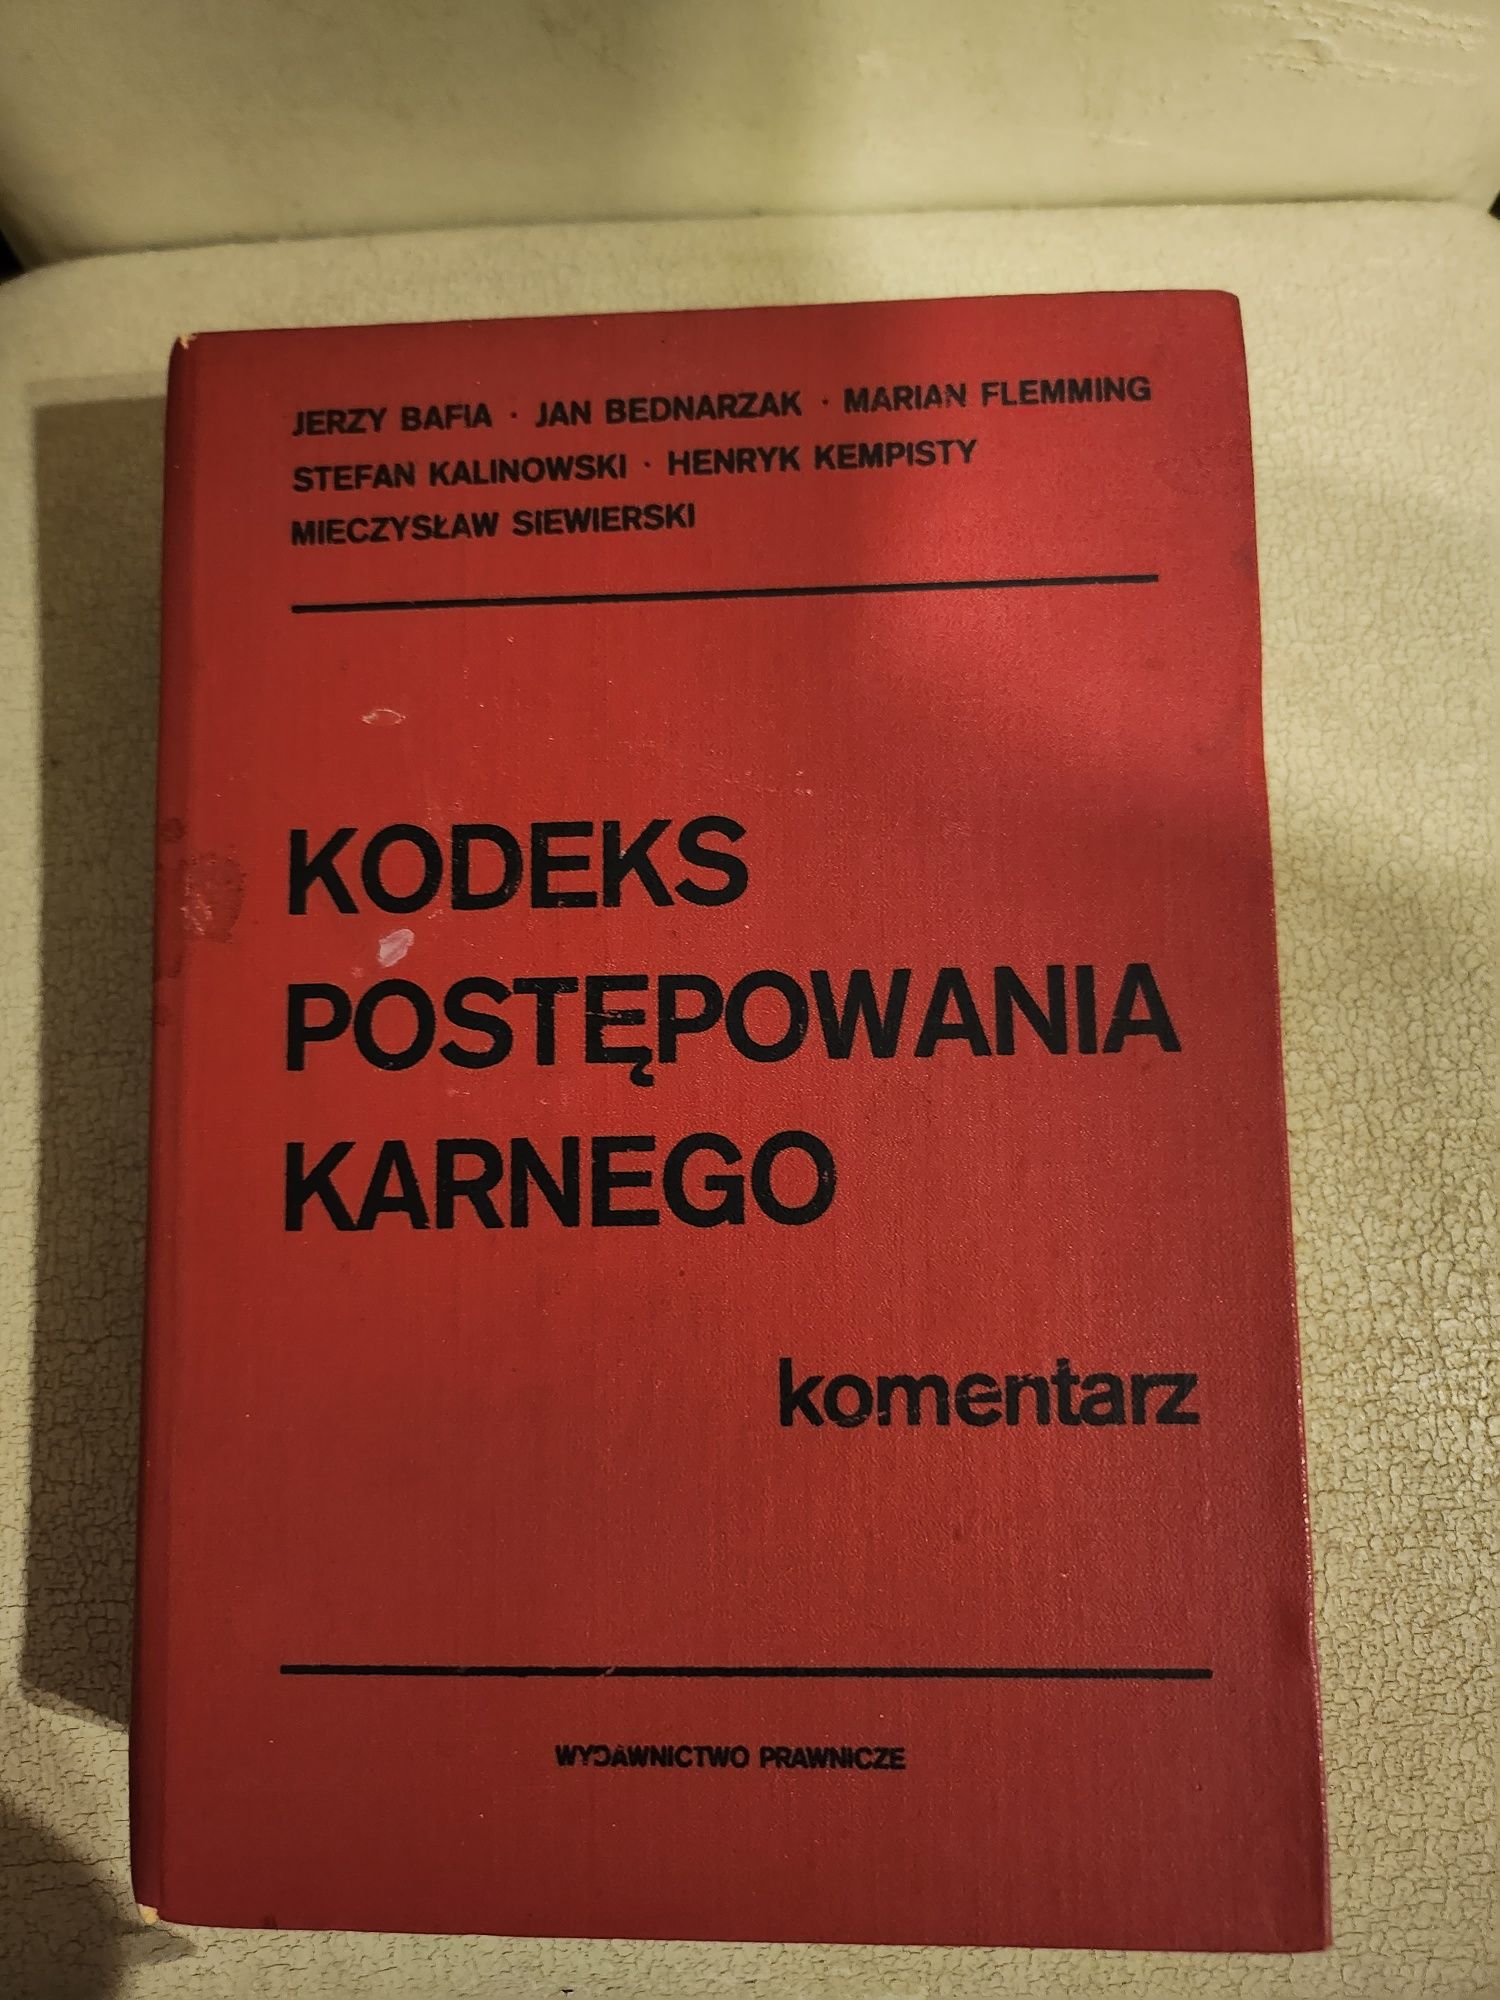 JERZY BAFIA · JAN BEDNARZAK · MARIAN FLEMMING
STEFAN KALINOWSKI · HENRYK KEMPISTY
MIECZYSŁAW SIEWIERSKI
KODEKS
POSTĘPOWANIA
KARNEGO
komentarz
WYDAWNICTWO PRAWNICZE